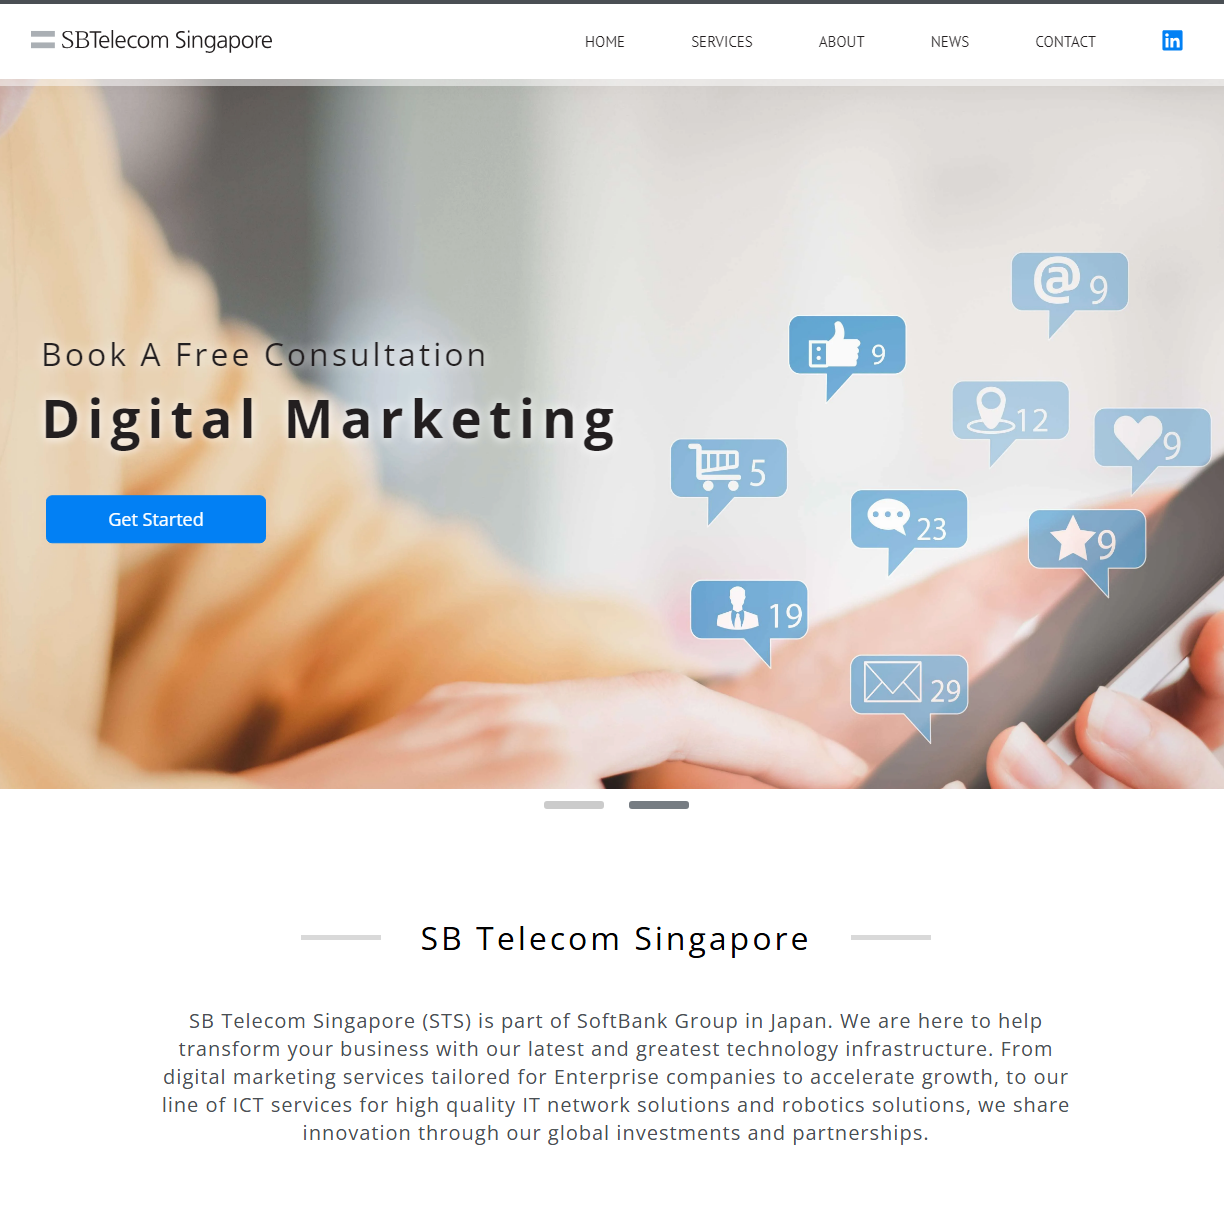 SBTelecom Singapore
HOME SERVICES ABOUT NEWS CONTACT in
@ 9
9
12
9
Book A Free Consultation
Digital Marketing
5
23
9
Get Started
19
29
SB Telecom Singapore
SB Telecom Singapore (STS) is part of SoftBank Group in Japan. We are here to help
transform your business with our latest and greatest technology infrastructure. From
digital marketing services tailored for Enterprise companies to accelerate growth, to our
line of ICT services for high quality IT network solutions and robotics solutions, we share
innovation through our global investments and partnerships.